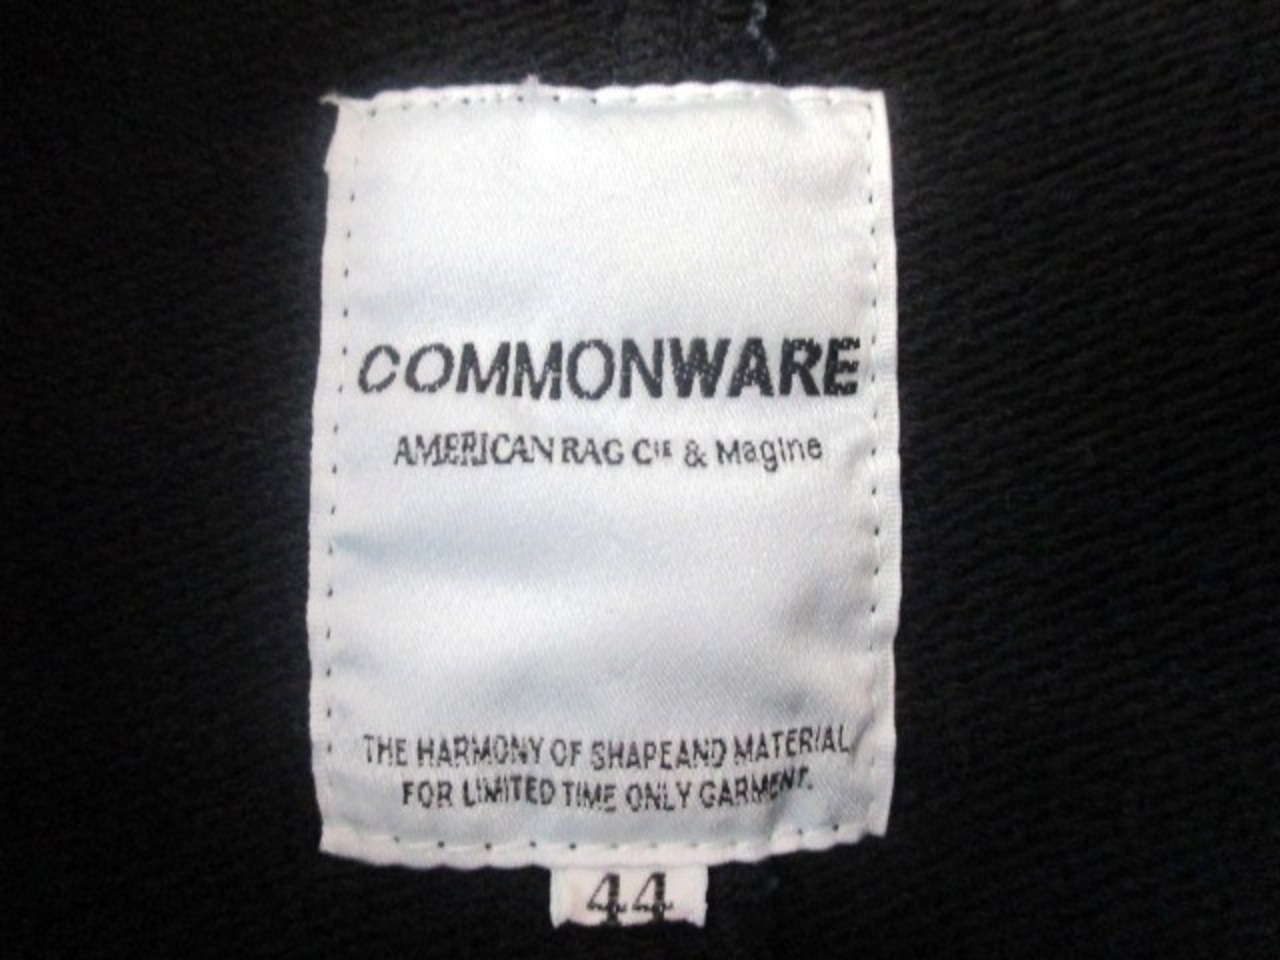 COMMONWARE
AMERICAN RAG CIE & MagIne
THE HARMONY OF SHAPEAND MATERIAL,
FOR LIMITED TIME ONLY GARMENT.
44